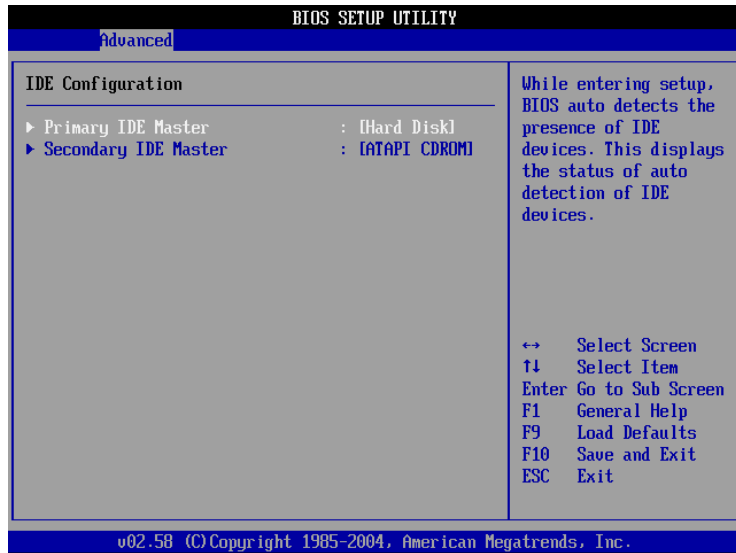 BIOS SETUP UTILITY
Advanced
IDE Configuration
▶ Primary IDE Master : [Hard Disk]
▶ Secondary IDE Master : [ATAPI CDROM]
While entering setup,
BIOS auto detects the
presence of IDE
devices. This displays
the status of auto
detection of IDE
devices.
↔ Select Screen
↑↓ Select Item
Enter Go to Sub Screen
F1 General Help
F9 Load Defaults
F10 Save and Exit
ESC Exit
v02.58 (C)Copyright 1985-2004, American Megatrends, Inc.